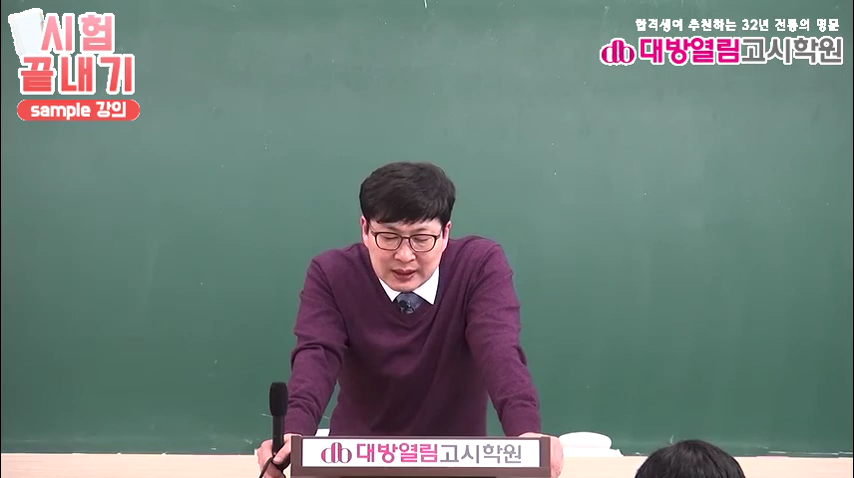 시험
끝내기
sample 강의
합격생이 추천하는 32년 전통의 명문
db 대방열림고시학원
db 대방열림고시학원